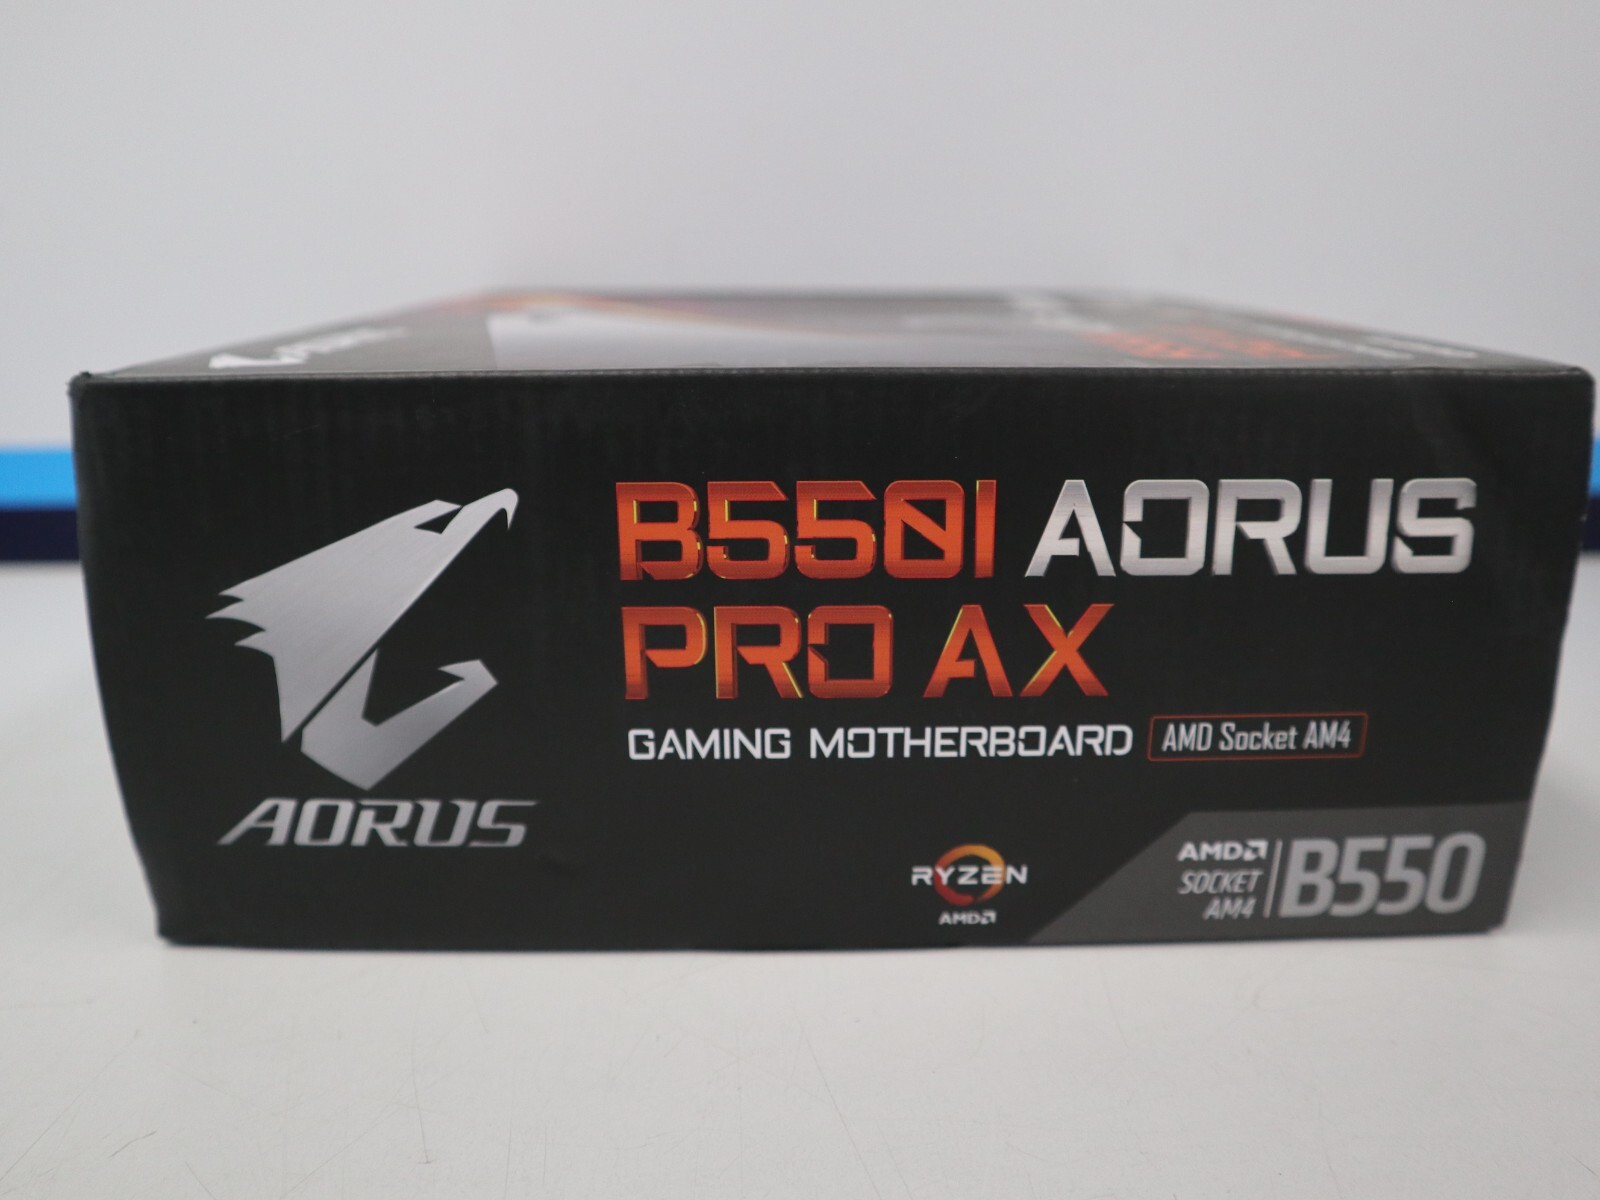 B550I AORUS
PRO AX
GAMING MOTHERBOARD AMD Socket AM4
AORUS
RYZEN
AMD
AMD
SOCKET
AM4
B550